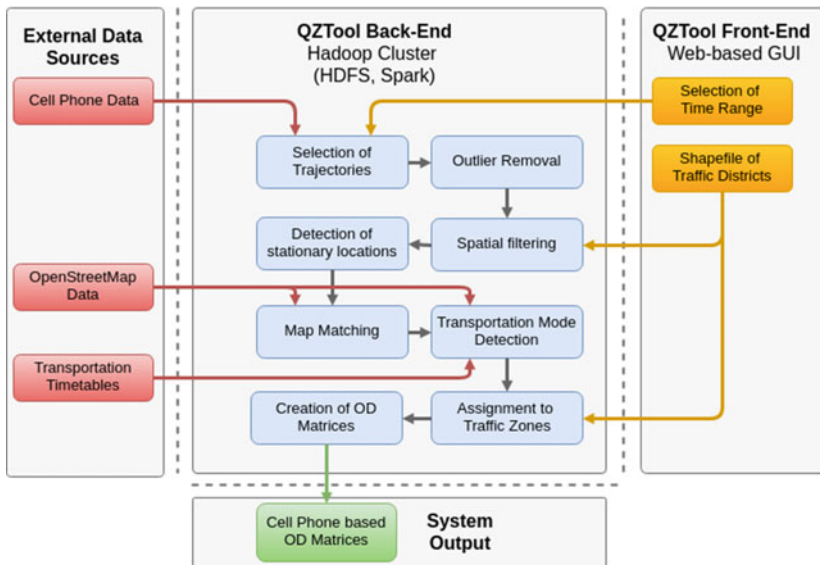 External Data
Sources
Cell Phone Data
OpenStreetMap
Data
Transportation
Timetables
QZTool Back-End
Hadoop Cluster
(HDFS, Spark)
Selection of
Trajectories
Outlier Removal
Detection of
stationary locations
Spatial filtering
Map Matching
Transportation Mode
Detection
Creation of OD
Matrices
Assignment to
Traffic Zones
QZTool Front-End
Web-based GUI
Selection of
Time Range
Shapefile of
Traffic Districts
Cell Phone based
OD Matrices
System
Output